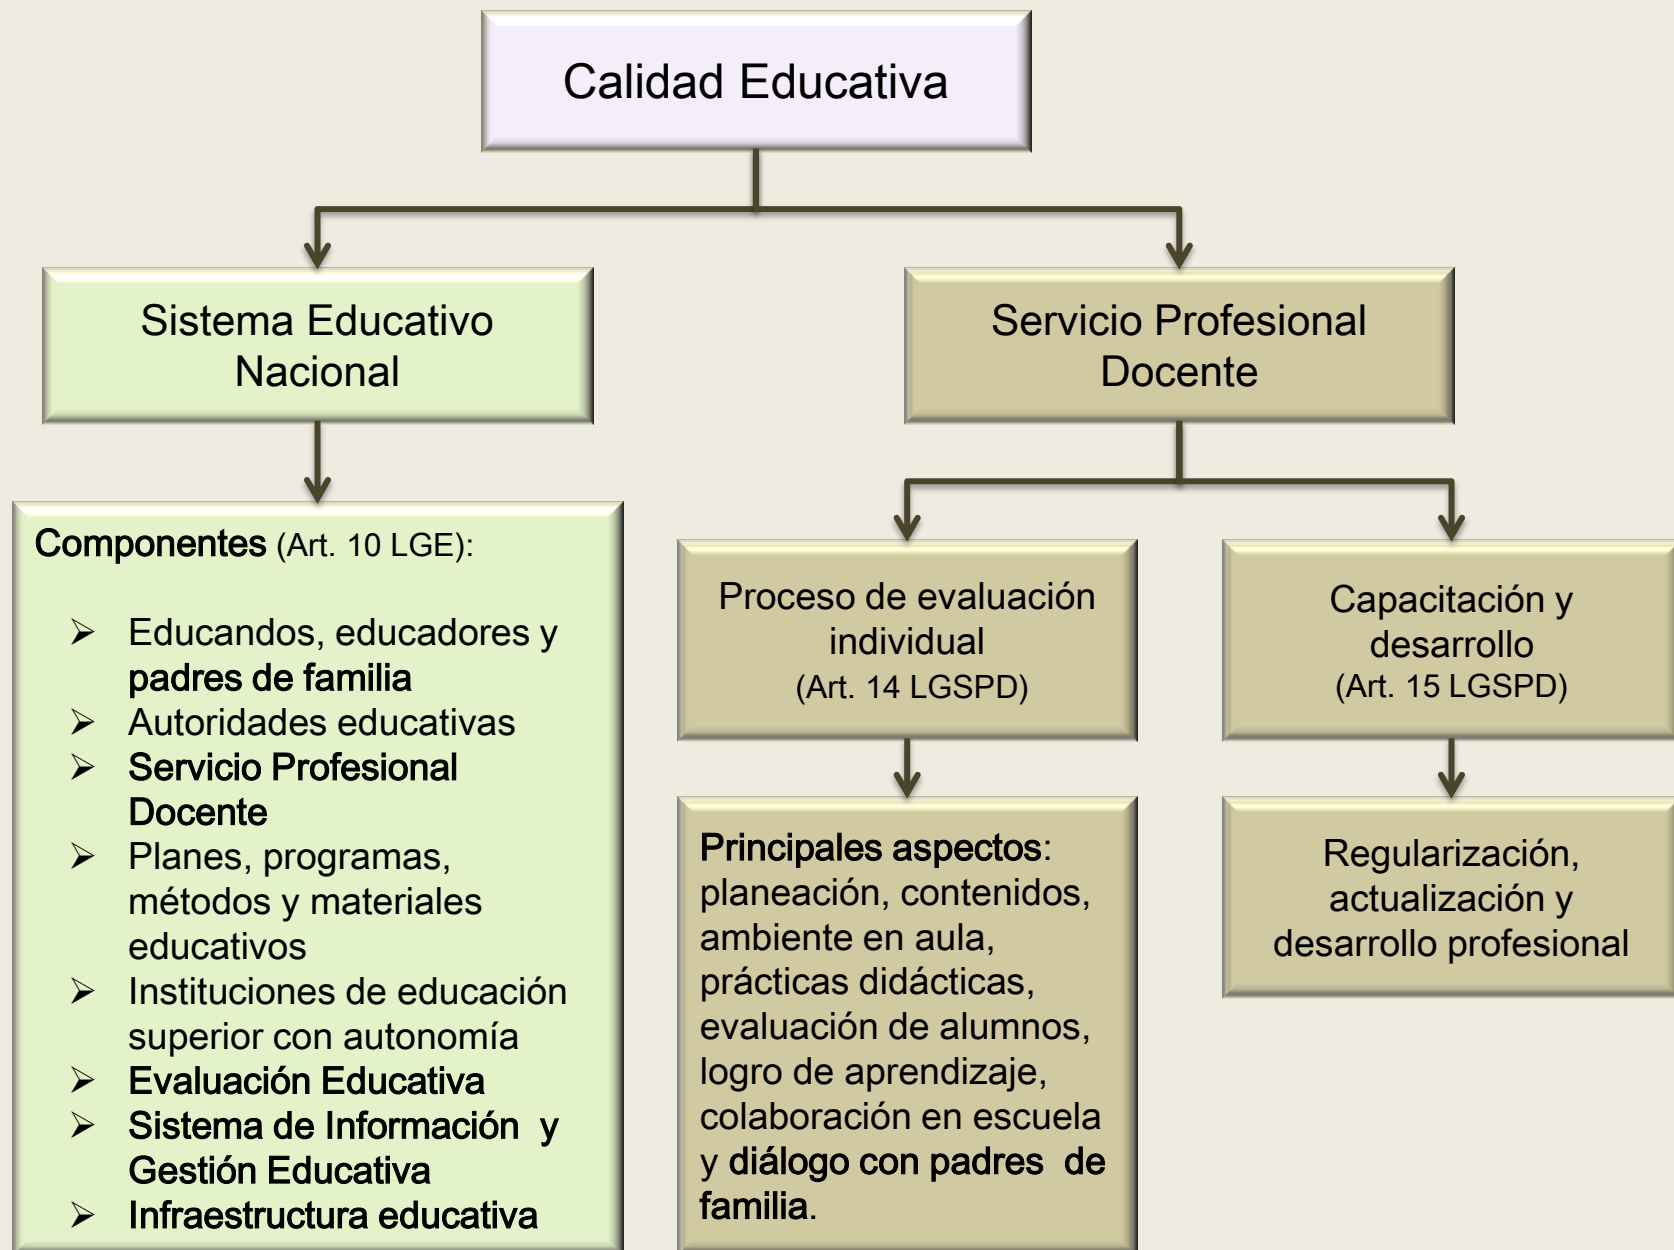 Calidad Educativa
Sistema Educativo
Nacional
Componentes (Art. 10 LGE):
➢ Educandos, educadores y
padres de familia
➢ Autoridades educativas
➢ Servicio Profesional
Docente
➢ Planes, programas,
métodos y materiales
educativos
➢ Instituciones de educación
superior con autonomía
➢ Evaluación Educativa
➢ Sistema de Información y
Gestión Educativa
➢ Infraestructura educativa
Servicio Profesional
Docente
Proceso de evaluación
individual
(Art. 14 LGSPD)
Principales aspectos:
planeación, contenidos,
ambiente en aula,
prácticas didácticas,
evaluación de alumnos,
logro de aprendizaje,
colaboración en escuela
y diálogo con padres de
familia.
Capacitación y
desarrollo
(Art. 15 LGSPD)
Regularización,
actualización y
desarrollo profesional